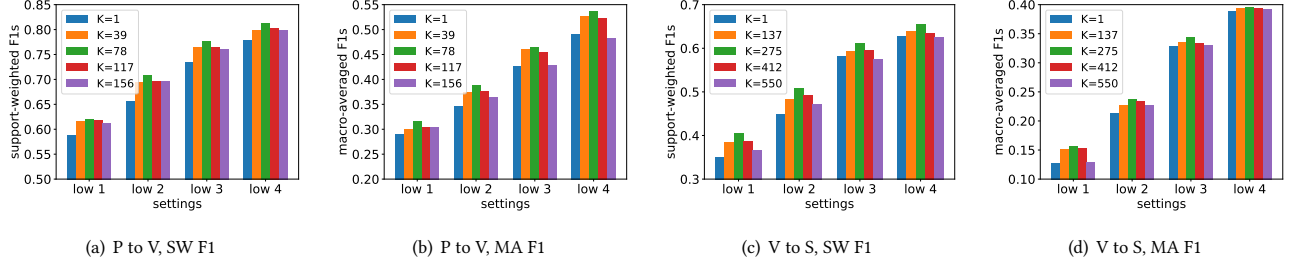 support-weighted F1s
0.85
0.80
0.75
0.70
0.65
0.60
0.55
0.50
K=1
K=39
K=78
K=117
K=156
low 1 low 2 low 3 low 4
settings
(a) P to V, SW F1
macro-averaged F1s
0.55
0.50
0.45
0.40
0.35
0.30
0.25
0.20
K=1
K=39
K=78
K=117
K=156
low 1 low 2 low 3 low 4
settings
(b) P to V, MA F1
support-weighted F1s
0.7
0.6
0.5
0.4
0.3
K=1
K=137
K=275
K=412
K=550
low 1 low 2 low 3 low 4
settings
(c) V to S, SW F1
macro-averaged F1s
0.40
0.35
0.30
0.25
0.20
0.15
0.10
K=1
K=137
K=275
K=412
K=550
low 1 low 2 low 3 low 4
settings
(d) V to S, MA F1